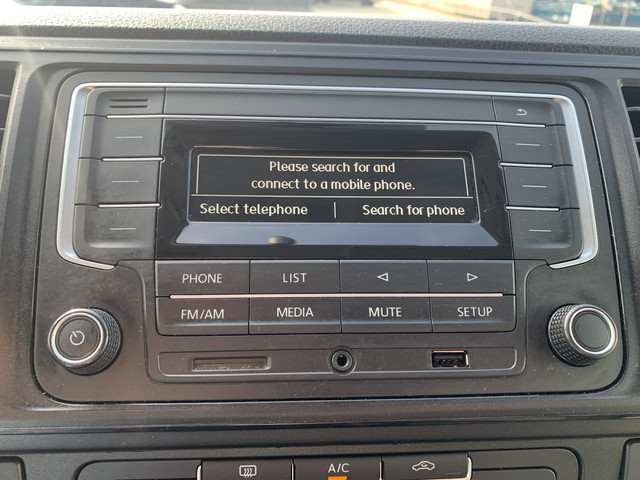 Please search for and
connect to a mobile phone.
Select telephone | Search for phone
PHONE LIST
FM/AM MEDIA MUTE SETUP
A/C